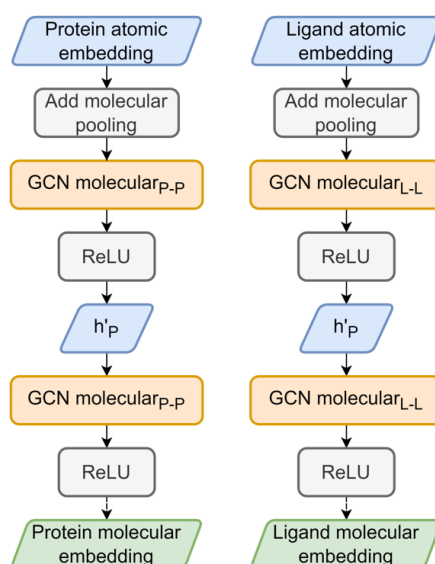 Protein atomic
embedding
Add molecular
pooling
GCN molecularP-P
ReLU
h'P
GCN molecularP-P
ReLU
Protein molecular
embedding
Ligand atomic
embedding
Add molecular
pooling
GCN molecularL-L
ReLU
h'P
GCN molecularL-L
ReLU
Ligand molecular
embedding